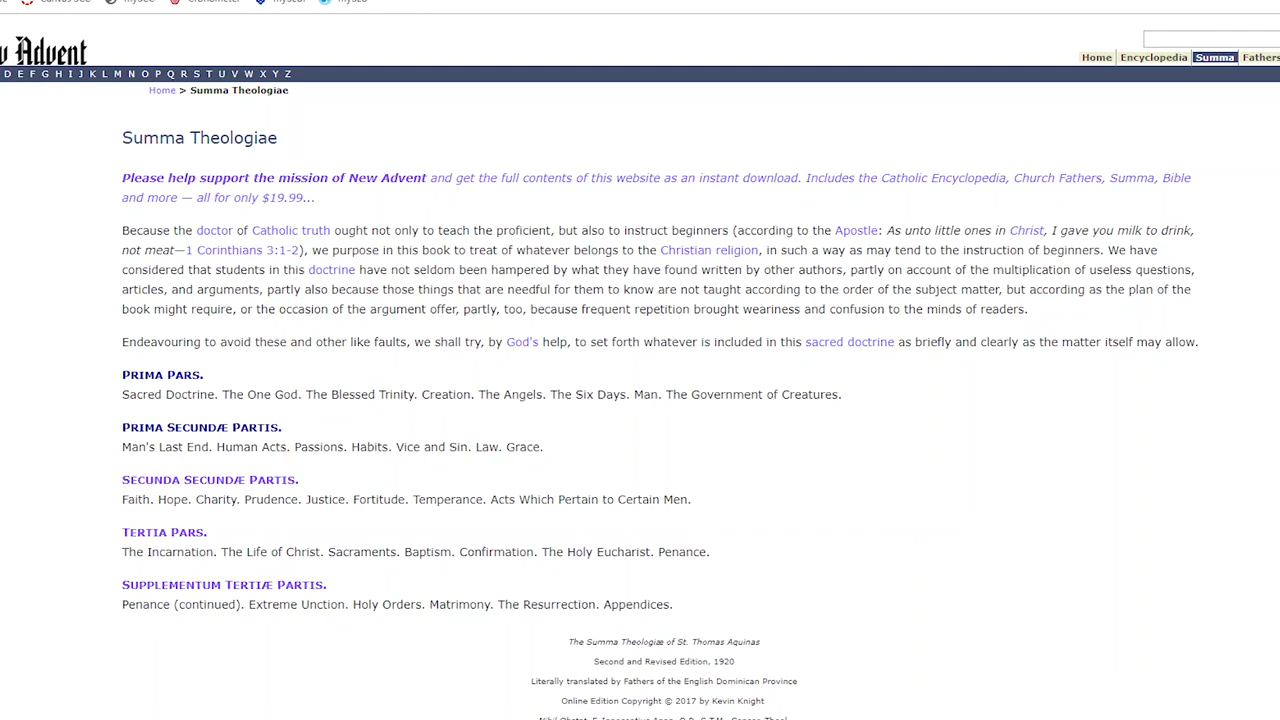 Advent
Home Encyclopedia Summa Fathers
D E F G H I J K L M N O P Q R S T U V W X Y Z
Home > Summa Theologiae
Summa Theologiae
Please help support the mission of New Advent and get the full contents of this website as an instant download. Includes the Catholic Encyclopedia, Church Fathers, Summa, Bible
and more — all for only $19.99...
Because the doctor of Catholic truth ought not only to teach the proficient, but also to instruct beginners (according to the Apostle: As unto little ones in Christ, I gave you milk to drink,
not meat—1 Corinthians 3:1-2), we purpose in this book to treat of whatever belongs to the Christian religion, in such a way as may tend to the instruction of beginners. We have
considered that students in this doctrine have not seldom been hampered by what they have found written by other authors, partly on account of the multiplication of useless questions,
articles, and arguments, partly also because those things that are needful for them to know are not taught according to the order of the subject matter, but according as the plan of the
book might require, or the occasion of the argument offer, partly, too, because frequent repetition brought weariness and confusion to the minds of readers.
Endeavouring to avoid these and other like faults, we shall try, by God's help, to set forth whatever is included in this sacred doctrine as briefly and clearly as the matter itself may allow.
PRIMA PARS.
Sacred Doctrine. The One God. The Blessed Trinity. Creation. The Angels. The Six Days. Man. The Government of Creatures.
PRIMA SECUNDÆ PARTIS.
Man's Last End. Human Acts. Passions. Habits. Vice and Sin. Law. Grace.
SECUNDA SECUNDÆ PARTIS.
Faith. Hope. Charity. Prudence. Justice. Fortitude. Temperance. Acts Which Pertain to Certain Men.
TERTIA PARS.
The Incarnation. The Life of Christ. Sacraments. Baptism. Confirmation. The Holy Eucharist. Penance.
SUPPLEMENTUM TERTIÆ PARTIS.
Penance (continued). Extreme Unction. Holy Orders. Matrimony. The Resurrection. Appendices.
The Summa Theologiæ of St. Thomas Aquinas
Second and Revised Edition, 1920
Literally translated by Fathers of the English Dominican Province
Online Edition Copyright © 2017 by Kevin Knight